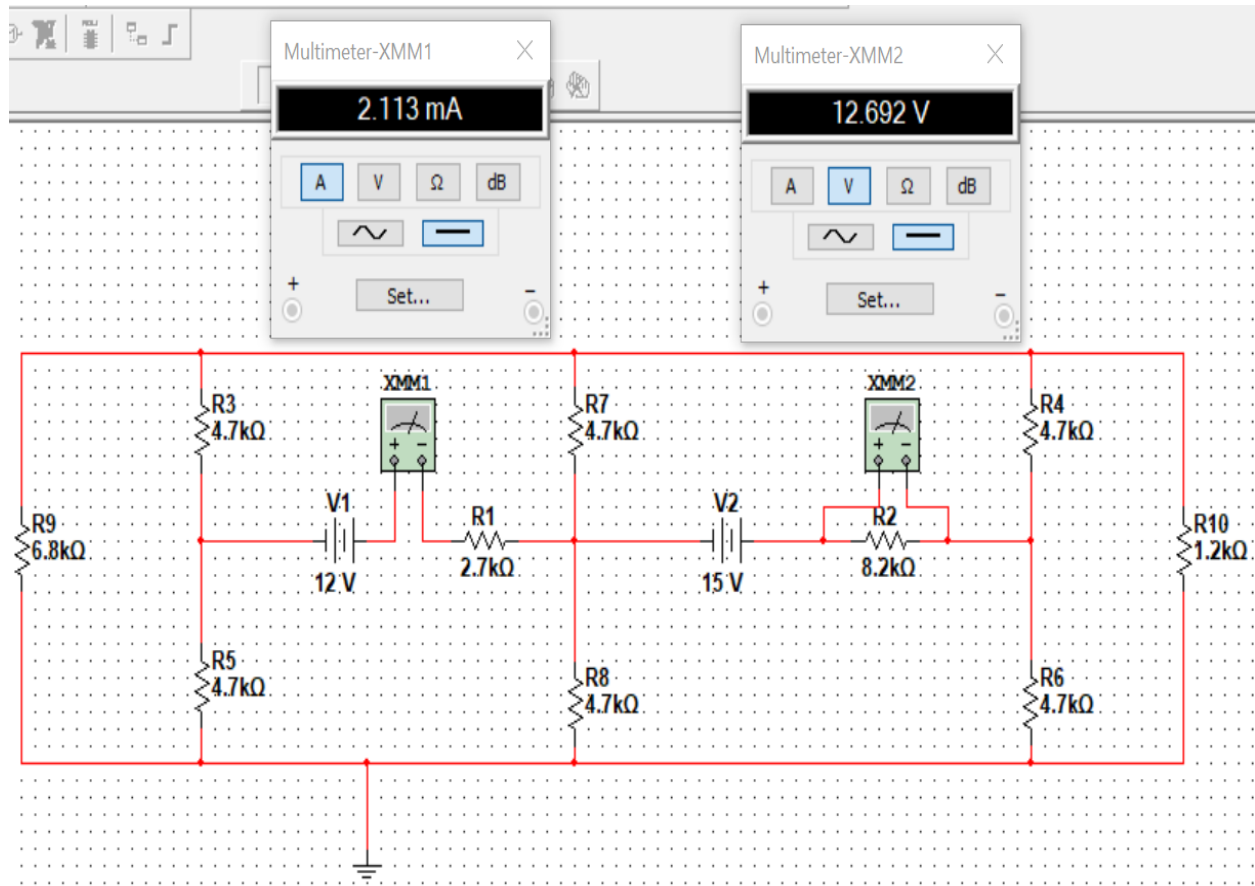 Multimeter-XMM1
2.113 mA
A V Ω dB
+ Set... −
Multimeter-XMM2
12.692 V
A V Ω dB
+ Set... −
XMM1
+ −
XMM2
+ −
R3
4.7kΩ
R7
4.7kΩ
R4
4.7kΩ
R9
6.8kΩ
V1
12 V
R1
2.7kΩ
V2
15 V
R2
8.2kΩ
R10
1.2kΩ
R5
4.7kΩ
R8
4.7kΩ
R6
4.7kΩ